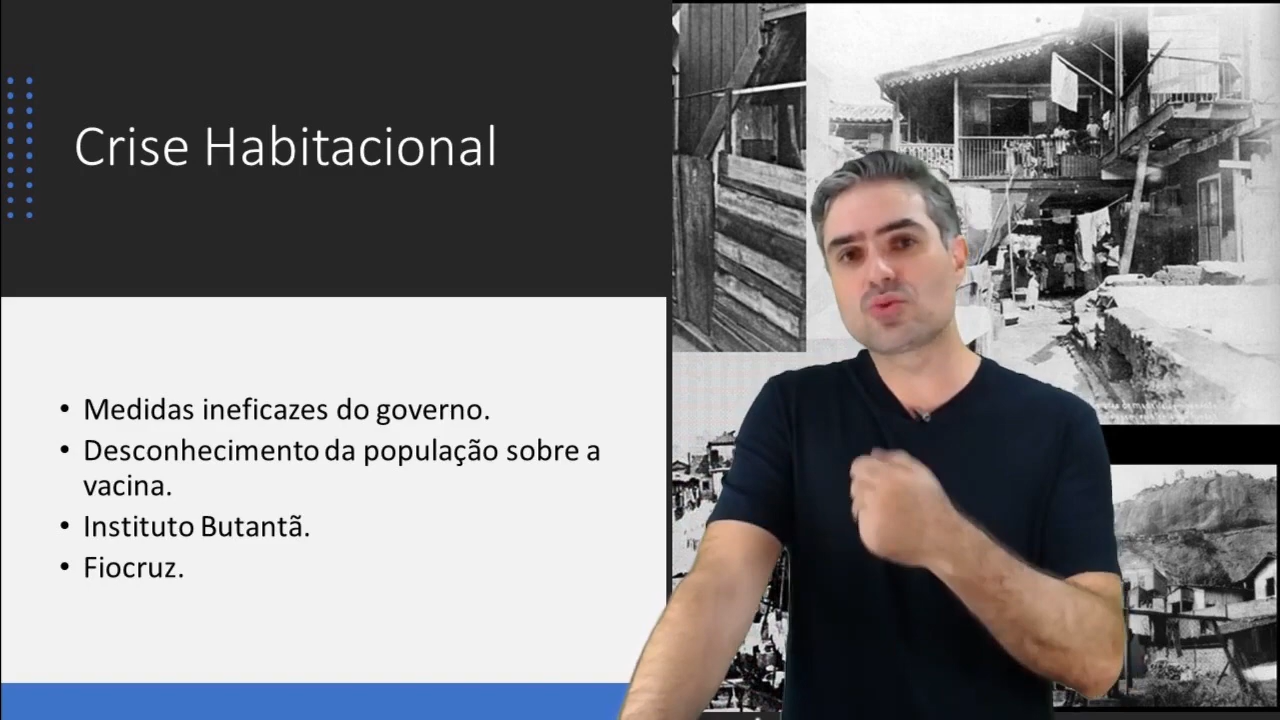 Crise Habitacional
• Medidas ineficazes do governo.
• Desconhecimento da população sobre a
vacina.
• Instituto Butantã.
• Fiocruz.